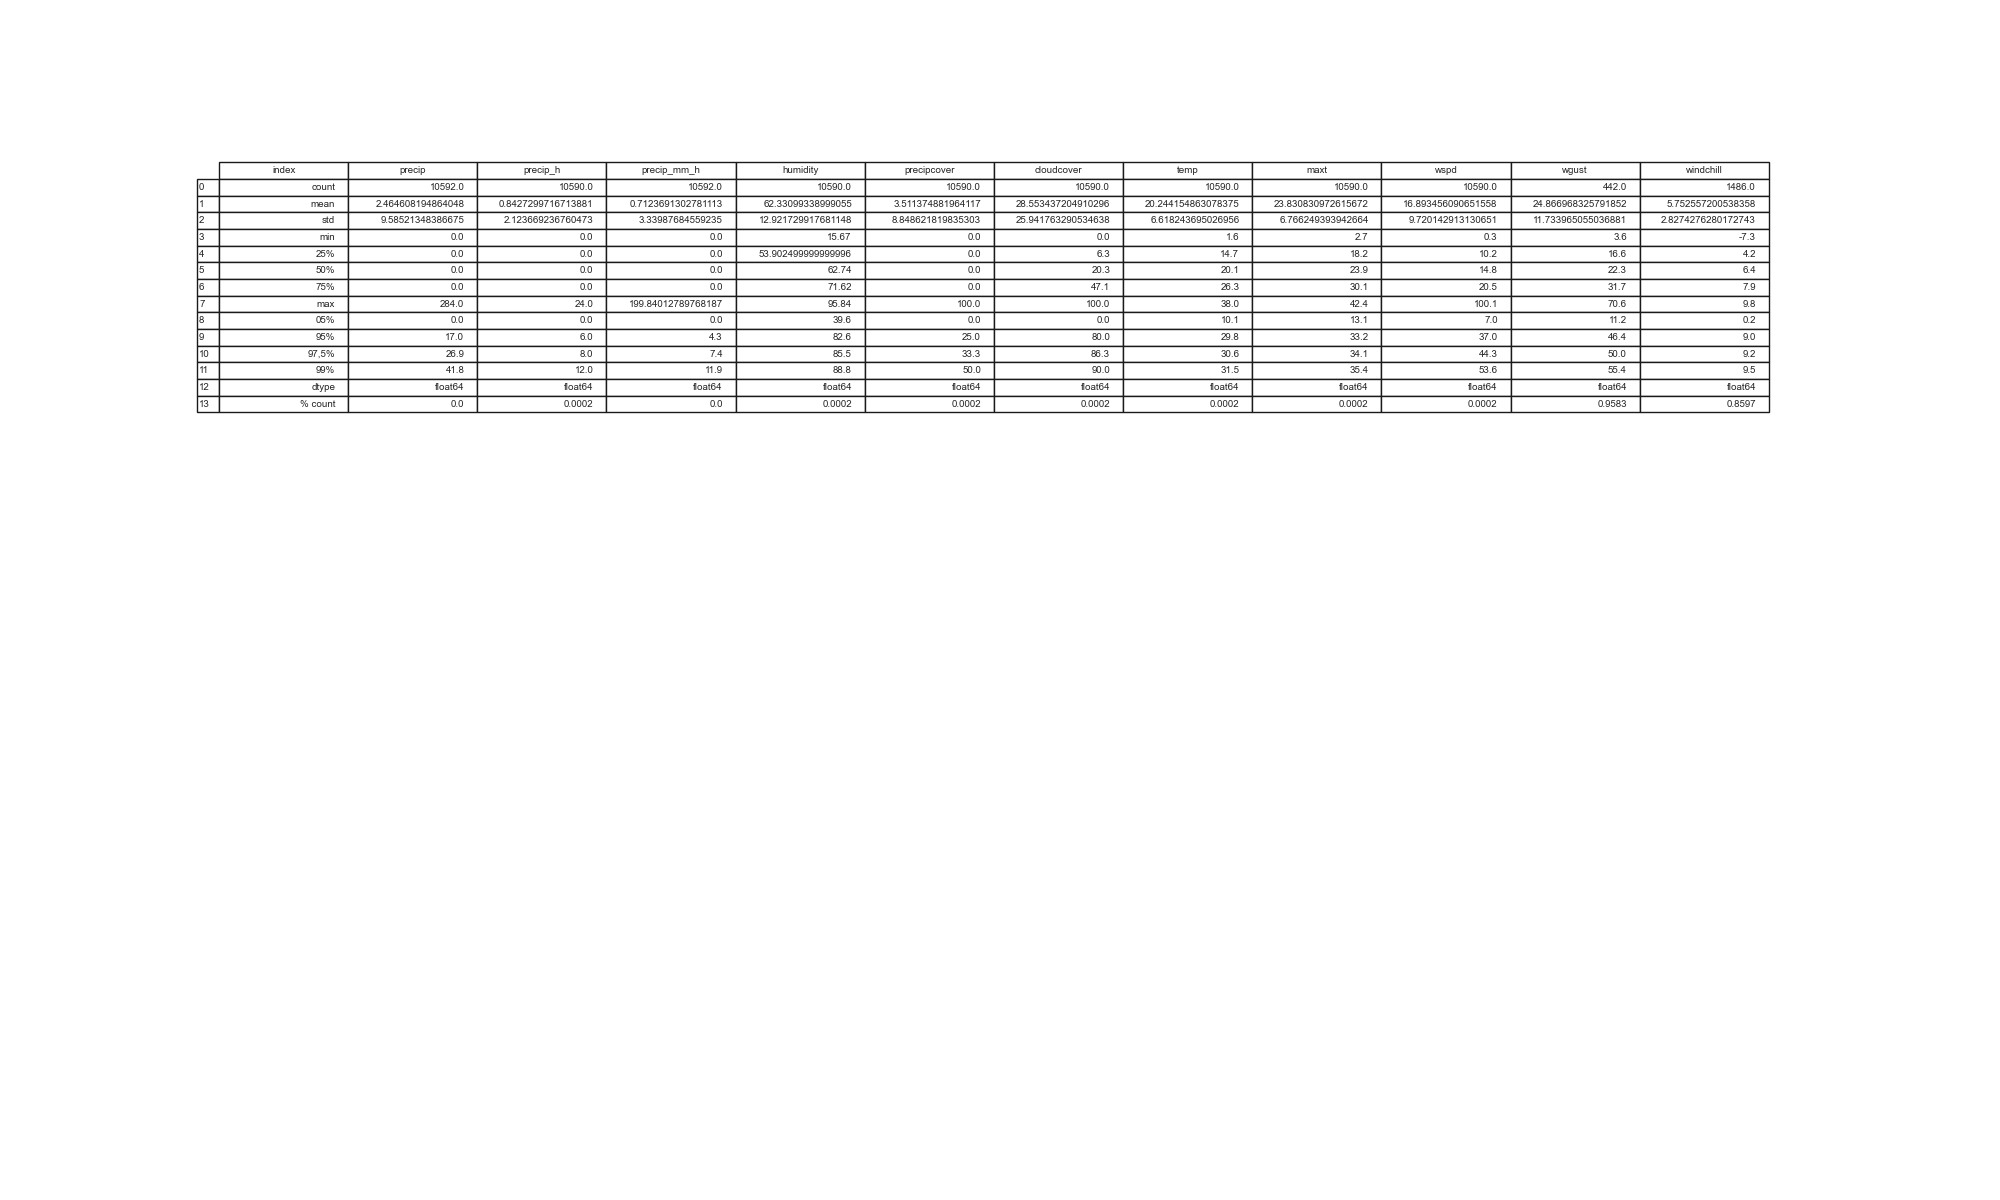 index precip precip_h precip_mm_h humidity precipcover cloudcover temp maxt wspd wgust windchill
0 count 10592.0 10590.0 10592.0 10590.0 10590.0 10590.0 10590.0 10590.0 10590.0 442.0 1486.0
1 mean 2.464608194864048 0.8427299716713881 0.7123691302781113 62.33099338999055 3.511374881964117 28.553437204910296 20.244154863078375 23.830830972615672 16.893456090651558 24.866968325791852 5.752557200538358
2 std 9.58521348386675 2.123669236760473 3.33987684559235 12.921729917681148 8.848621819835303 25.941763290534638 6.618243695026956 6.766249393942664 9.720142913130651 11.733965055036881 2.8274276280172743
3 min 0.0 0.0 0.0 15.67 0.0 0.0 1.6 2.7 0.3 3.6 -7.3
4 25% 0.0 0.0 0.0 53.902499999999996 0.0 6.3 14.7 18.2 10.2 16.6 4.2
5 50% 0.0 0.0 0.0 62.74 0.0 20.3 20.1 23.9 14.8 22.3 6.4
6 75% 0.0 0.0 0.0 71.62 0.0 47.1 26.3 30.1 20.5 31.7 7.9
7 max 284.0 24.0 199.84012789768187 95.84 100.0 100.0 38.0 42.4 100.1 70.6 9.8
8 05% 0.0 0.0 0.0 39.6 0.0 0.0 10.1 13.1 7.0 11.2 0.2
9 95% 17.0 6.0 4.3 82.6 25.0 80.0 29.8 33.2 37.0 46.4 9.0
10 97,5% 26.9 8.0 7.4 85.5 33.3 86.3 30.6 34.1 44.3 50.0 9.2
11 99% 41.8 12.0 11.9 88.8 50.0 90.0 31.5 35.4 53.6 55.4 9.5
12 dtype float64 float64 float64 float64 float64 float64 float64 float64 float64 float64 float64
13 % count 0.0 0.0002 0.0 0.0002 0.0002 0.0002 0.0002 0.0002 0.0002 0.9583 0.8597